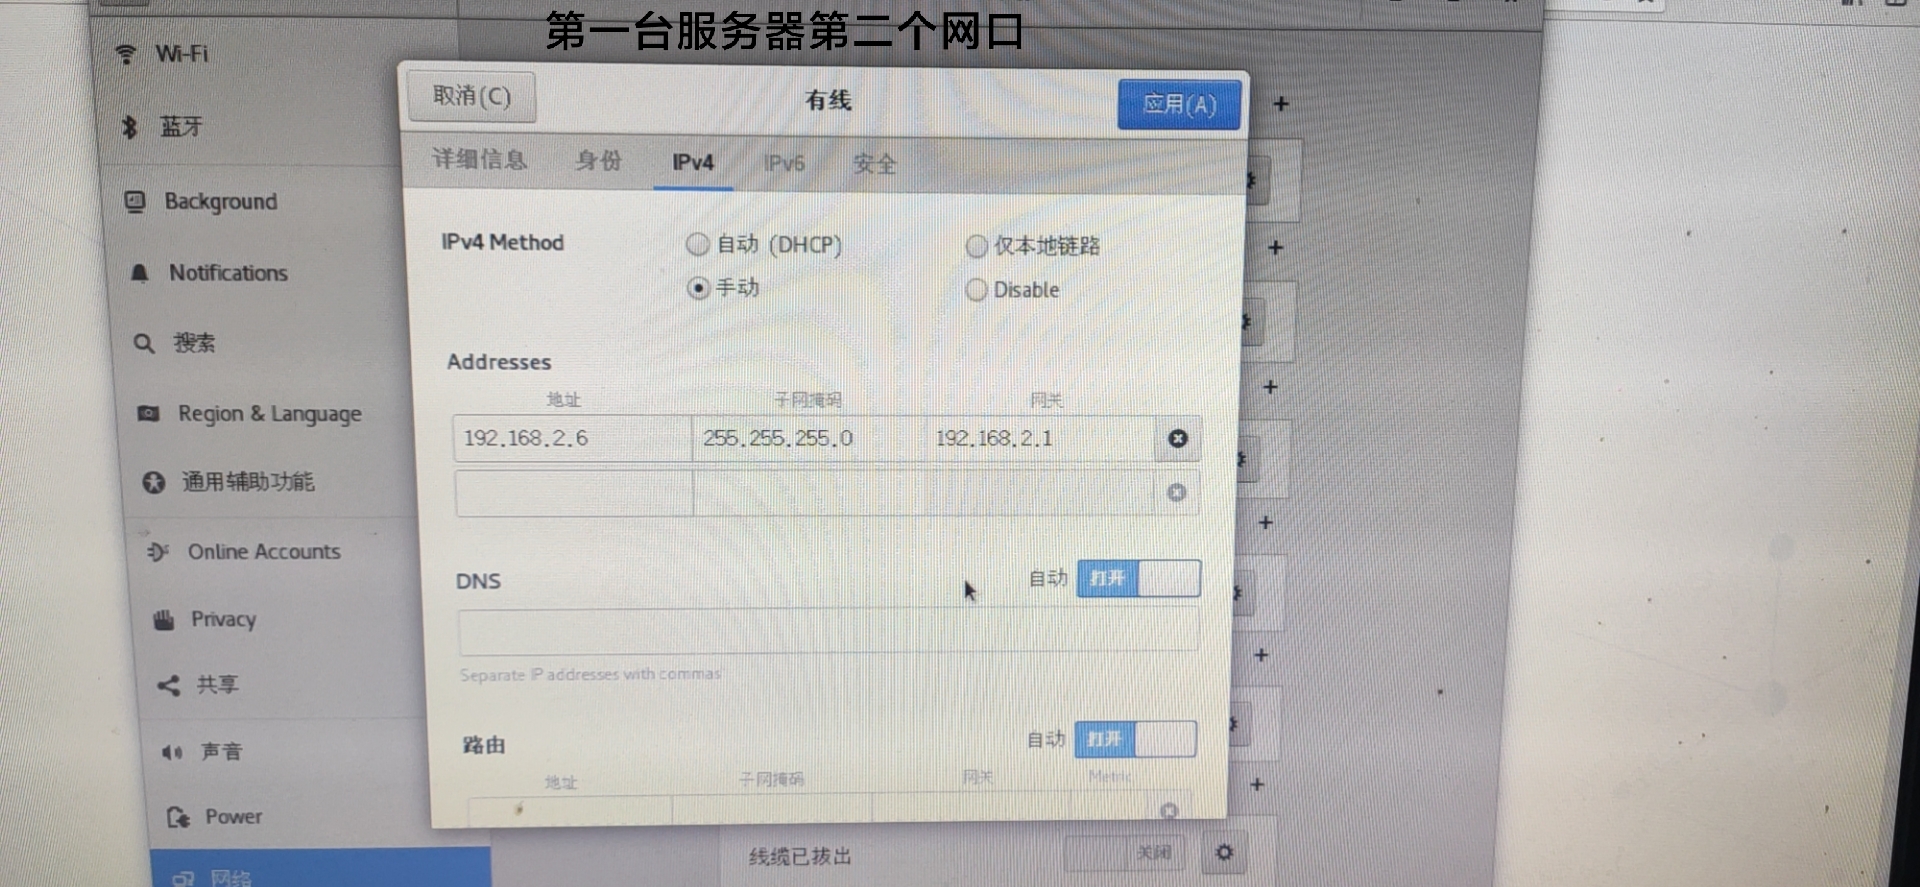 第一台服务器第二个网口
Wi-Fi
蓝牙
Background
Notifications
搜索
Region & Language
通用辅助功能
Online Accounts
Privacy
共享
声音
Power
网络
取消(C)
有线
应用(A)
详细信息 身份 IPv4 IPv6 安全
IPv4 Method
自动 (DHCP) 仅本地链路
手动 Disable
Addresses
地址 子网掩码 网关
192.168.2.6 255.255.255.0 192.168.2.1
DNS 自动 打开
Separate IP addresses with commas
路由 自动 打开
地址 子网掩码 网关 Metric
线缆已拔出 关闭